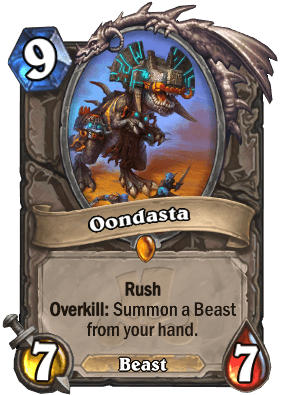 9
Oondasta
Rush
Overkill: Summon a Beast
from your hand.
7
Beast
7